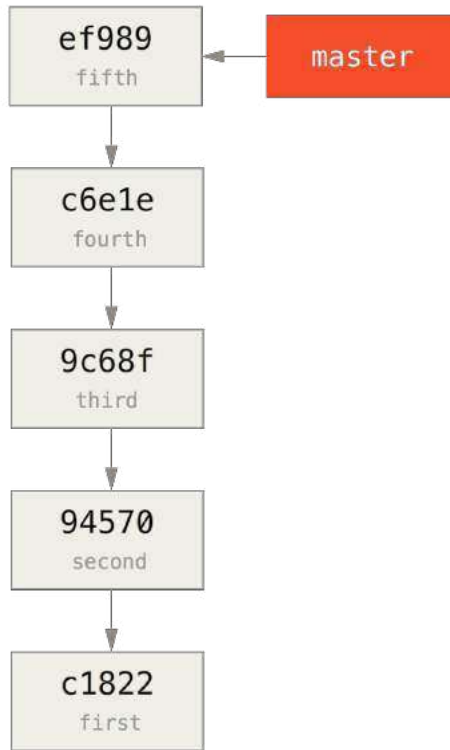 ef989
fifth
master
c6e1e
fourth
9c68f
third
94570
second
c1822
first